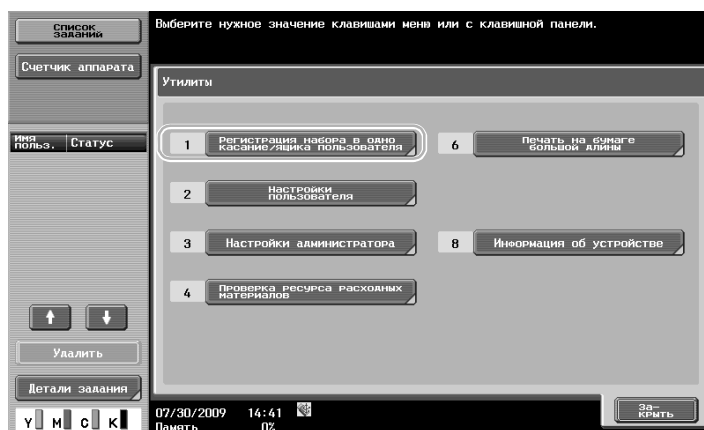 Список
заданий
Выберите нужное значение клавишами меню или с клавишной панели.
Счетчик аппарата
Утилиты
Имя
польз.
Статус
1
Регистрация набора в одно
касание/ящика пользователя
6
Печать на бумаге
большой длины
2
Настройки
пользователя
3
Настройки администратора
8
Информация об устройстве
4
Проверка ресурса расходных
материалов
Удалить
Детали задания
07/30/2009 14:41
Память 0%
За-
крыть
Y M C K